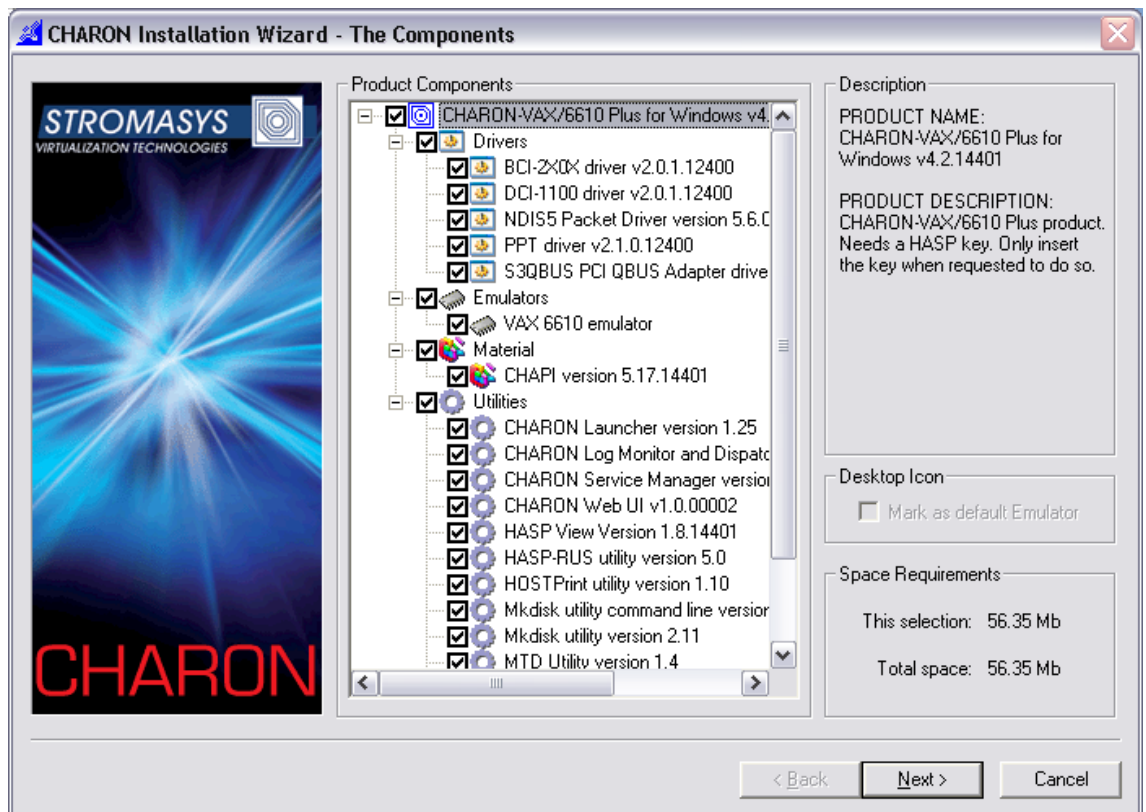 CHARON Installation Wizard - The Components
STROMASYS
VIRTUALIZATION TECHNOLOGIES
CHARON
Product Components
CHARON-VAX/6610 Plus for Windows v4.
Drivers
BCI-2X0X driver v2.0.1.12400
DCI-1100 driver v2.0.1.12400
NDIS5 Packet Driver version 5.6.0
PPT driver v2.1.0.12400
S3QBUS PCI QBUS Adapter drive
Emulators
VAX 6610 emulator
Material
CHAPI version 5.17.14401
Utilities
CHARON Launcher version 1.25
CHARON Log Monitor and Dispatc
CHARON Service Manager version
CHARON Web UI v1.0.00002
HASP View Version 1.8.14401
HASP-RUS utility version 5.0
HOSTPrint utility version 1.10
Mkdisk utility command line version
Mkdisk utility version 2.11
MTD Utility version 1.4
Description
PRODUCT NAME:
CHARON-VAX/6610 Plus for
Windows v4.2.14401
PRODUCT DESCRIPTION:
CHARON-VAX/6610 Plus product.
Needs a HASP key. Only insert
the key when requested to do so.
Desktop Icon
Mark as default Emulator
Space Requirements
This selection: 56.35 Mb
Total space: 56.35 Mb
< Back
Next >
Cancel